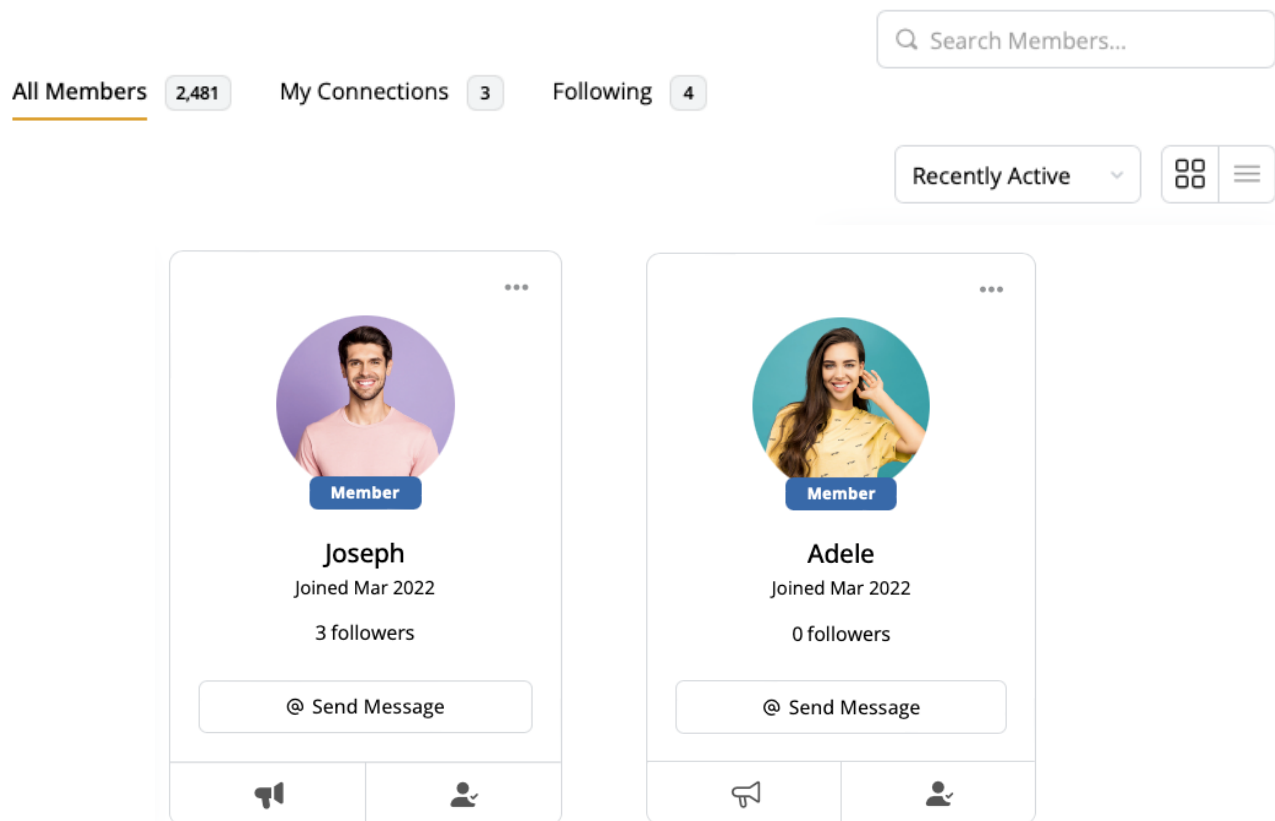 Search Members...
All Members 2,481 My Connections 3 Following 4
Recently Active
Member
Joseph
Joined Mar 2022
3 followers
@ Send Message
Member
Adele
Joined Mar 2022
0 followers
@ Send Message